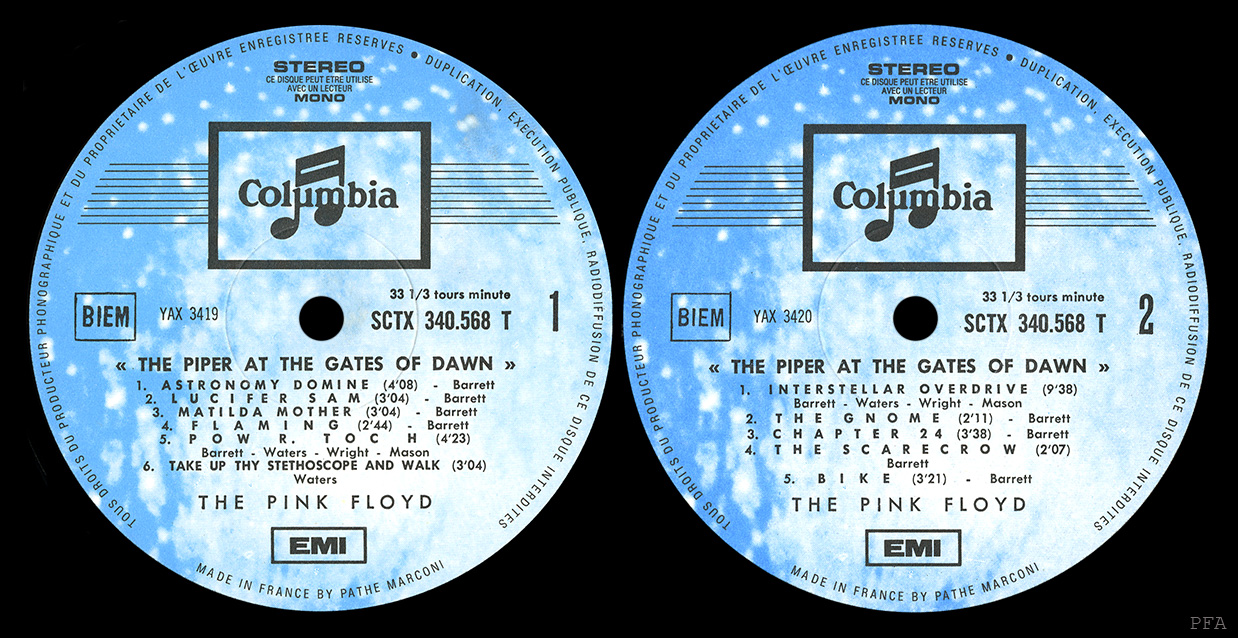 TOUS DROITS DU PRODUCTEUR PHONOGRAPHIQUE ET DU PROPRIETAIRE DE L'ŒUVRE ENREGISTREE RESERVES • DUPLICATION, EXECUTION PUBLIQUE, RADIODIFFUSION DE CE DISQUE INTERDITES
STEREO
CE DISQUE PEUT ETRE UTILISE
AVEC UN LECTEUR
MONO
Columbia
33 1/3 tours minute
BIEM
YAX 3419
SCTX 340.568 T
1
« THE PIPER AT THE GATES OF DAWN »
1. ASTRONOMY DOMINE (4'08) - Barrett
2. LUCIFER SAM (3'04) - Barrett
3. MATILDA MOTHER (3'04) - Barrett
4. FLAMING (2'44) - Barrett
5. POW R. TOC H (4'23)
Barrett - Waters - Wright - Mason
6. TAKE UP THY STETHOSCOPE AND WALK (3'04)
Waters
THE PINK FLOYD
EMI
MADE IN FRANCE BY PATHE MARCONI
TOUS DROITS DU PRODUCTEUR PHONOGRAPHIQUE ET DU PROPRIETAIRE DE L'ŒUVRE ENREGISTREE RESERVES • DUPLICATION, EXECUTION PUBLIQUE, RADIODIFFUSION DE CE DISQUE INTERDITES
STEREO
CE DISQUE PEUT ETRE UTILISE
AVEC UN LECTEUR
MONO
Columbia
33 1/3 tours minute
BIEM
YAX 3420
SCTX 340.568 T
2
« THE PIPER AT THE GATES OF DAWN »
1. INTERSTELLAR OVERDRIVE (9'38)
Barrett - Waters - Wright - Mason
2. THE GNOME (2'11) - Barrett
3. CHAPTER 24 (3'38) - Barrett
4. THE SCARECROW (2'07)
Barrett
5. BIKE (3'21) - Barrett
THE PINK FLOYD
EMI
MADE IN FRANCE BY PATHE MARCONI
PFA